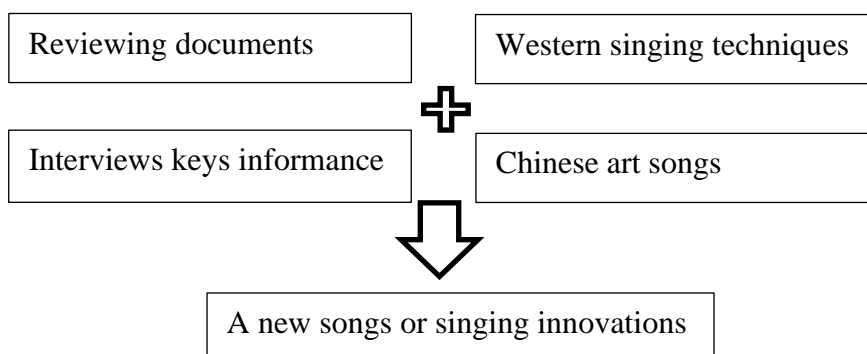 Reviewing documents
Western singing techniques
Interviews keys informance
Chinese art songs
A new songs or singing innovations